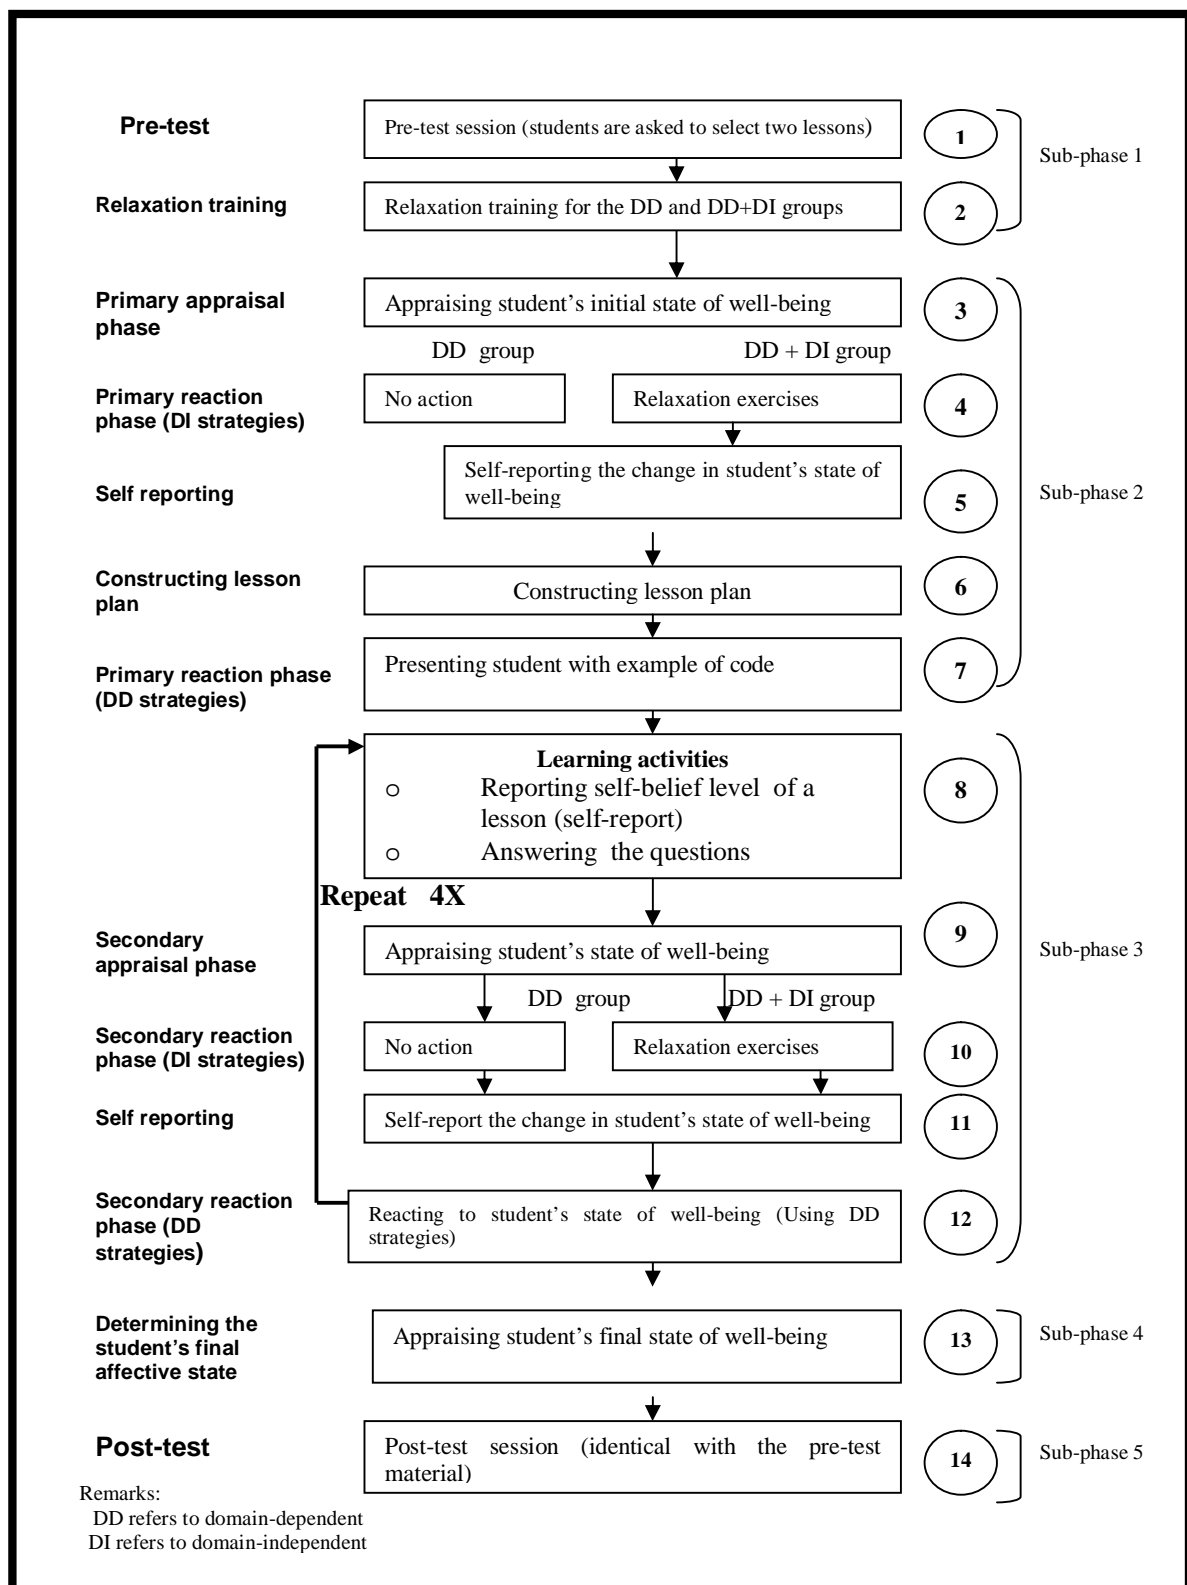 Pre-test
Pre-test session (students are asked to select two lessons)
1
Sub-phase 1
Relaxation training
Relaxation training for the DD and DD+DI groups
2
Primary appraisal
phase
Appraising student’s initial state of well-being
3
DD group
DD + DI group
Primary reaction
phase (DI strategies)
No action
Relaxation exercises
4
Self reporting
Self-reporting the change in student’s state of
well-being
5
Sub-phase 2
Constructing lesson
plan
Constructing lesson plan
6
Primary reaction phase
(DD strategies)
Presenting student with example of code
7
Learning activities
o Reporting self-belief level of a
lesson (self-report)
o Answering the questions
8
Repeat 4X
Secondary
appraisal phase
Appraising student’s state of well-being
9
Sub-phase 3
DD group
DD + DI group
Secondary reaction
phase (DI strategies)
No action
Relaxation exercises
10
Self reporting
Self-report the change in student’s state of well-being
11
Secondary reaction
phase (DD
strategies)
Reacting to student’s state of well-being (Using DD
strategies)
12
Determining the
student’s final
affective state
Appraising student’s final state of well-being
13
Sub-phase 4
Post-test
Post-test session (identical with the pre-test
material)
14
Sub-phase 5
Remarks:
DD refers to domain-dependent
DI refers to domain-independent